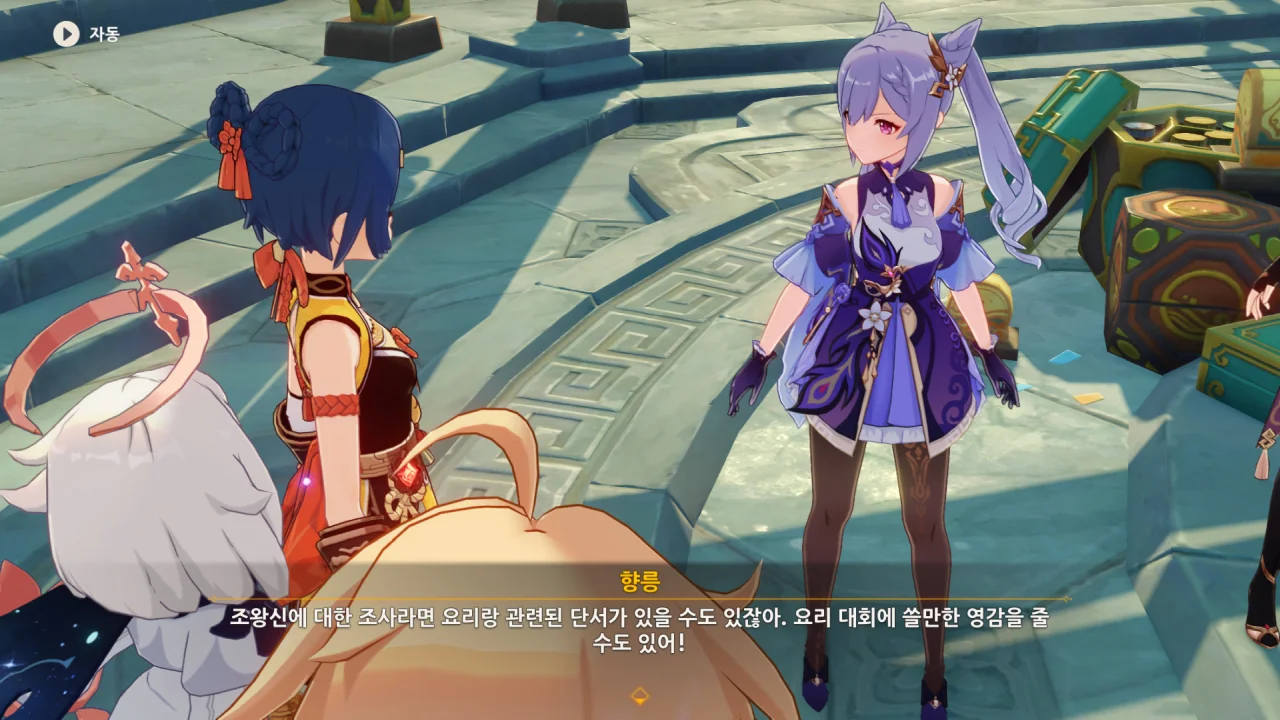 자동
향릉
조왕신에 대한 조사라면 요리랑 관련된 단서가 있을 수도 있잖아. 요리 대회에 쓸만한 영감을 줄
수도 있어!